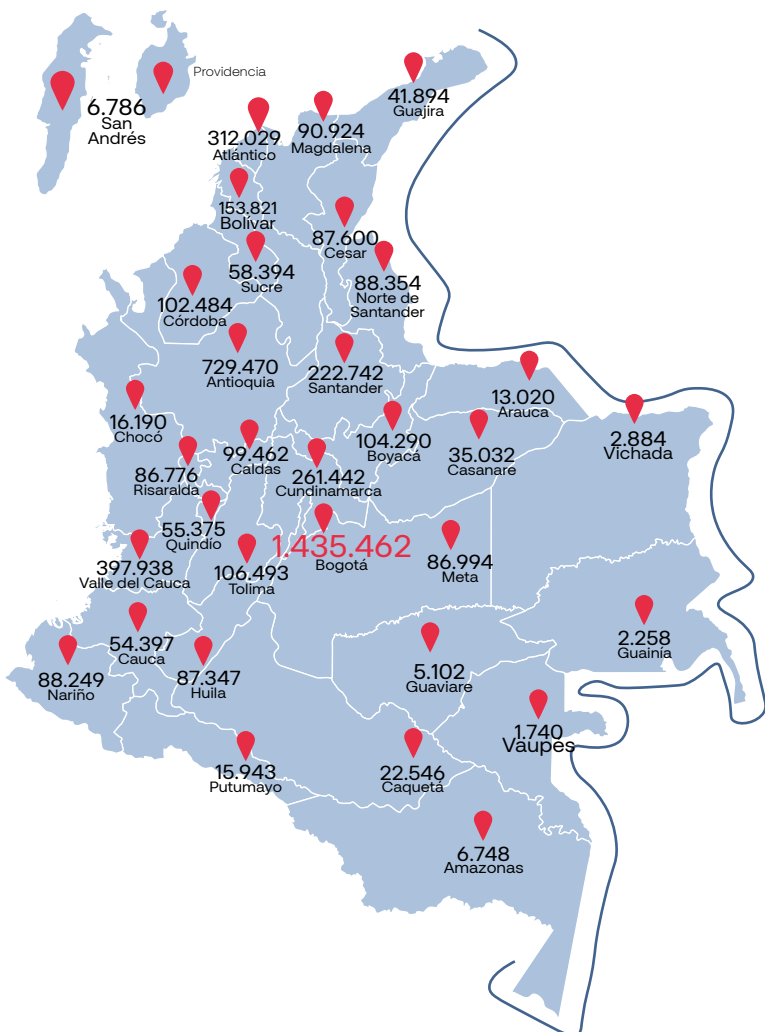 Providencia
6.786
San
Andrés
41.894
Guajira
312.029
Atlántico
90.924
Magdalena
153.821
Bolívar
87.600
Cesar
58.394
Sucre
88.354
Norte de
Santander
102.484
Córdoba
729.470
Antioquia
222.742
Santander
13.020
Arauca
16.190
Chocó
99.462
Caldas
104.290
Boyacá
35.032
Casanare
2.884
Vichada
86.776
Risaralda
261.442
Cundinamarca
55.375
Quindío
1.435.462
Bogotá
86.994
Meta
397.938
Valle del Cauca
106.493
Tolima
54.397
Cauca
2.258
Guainía
88.249
Nariño
87.347
Huila
5.102
Guaviare
1.740
Vaupés
15.943
Putumayo
22.546
Caquetá
6.748
Amazonas